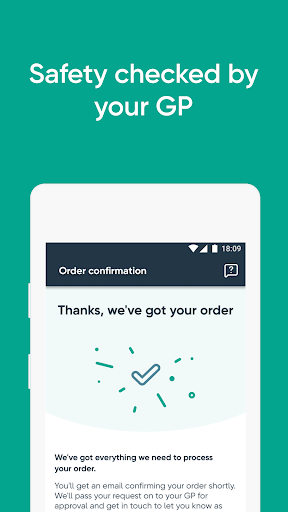 Safety checked by
your GP
18:09
Order confirmation
?
Thanks, we've got your order
We've got everything we need to process
your order.
You'll get an email confirming your order shortly.
We'll pass your request on to your GP for
approval and get in touch to let you know as